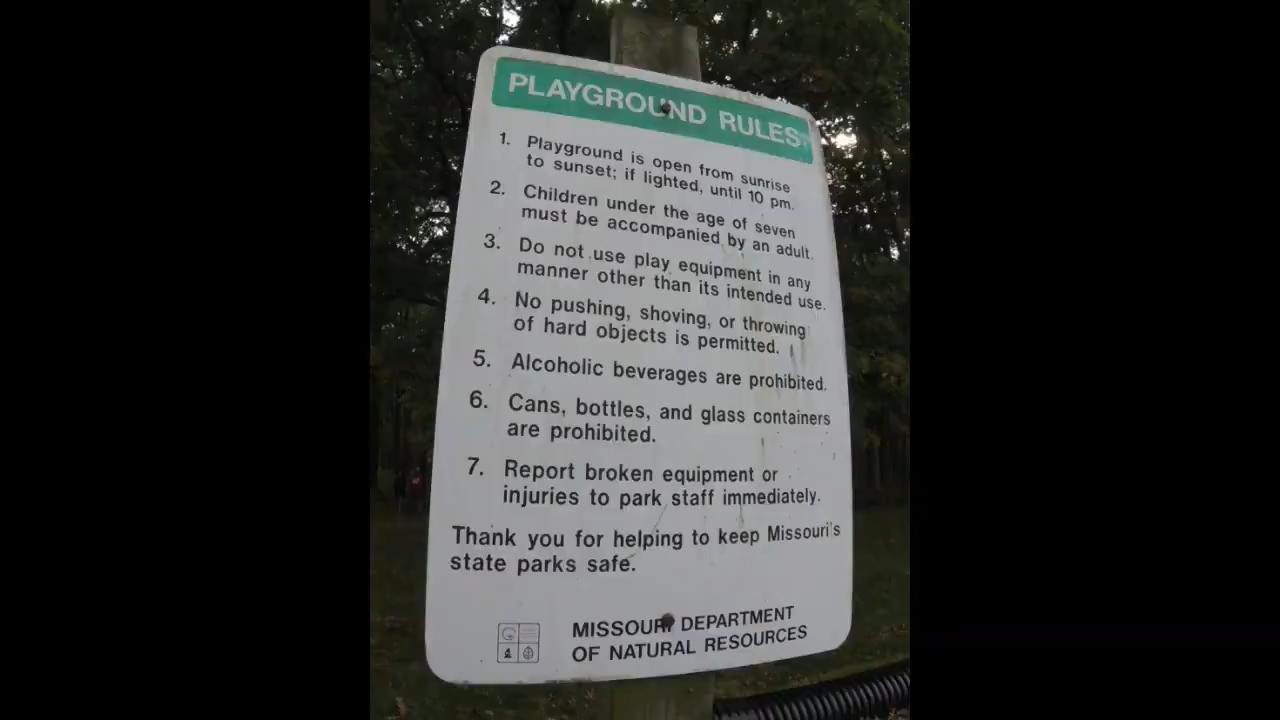 PLAYGROUND RULES
1. Playground is open from sunrise
to sunset; if lighted, until 10 pm.
2. Children under the age of seven
must be accompanied by an adult.
3. Do not use play equipment in any
manner other than its intended use.
4. No pushing, shoving, or throwing
of hard objects is permitted.
5. Alcoholic beverages are prohibited.
6. Cans, bottles, and glass containers
are prohibited.
7. Report broken equipment or
injuries to park staff immediately.
Thank you for helping to keep Missouri's
state parks safe.
MISSOURI DEPARTMENT
OF NATURAL RESOURCES